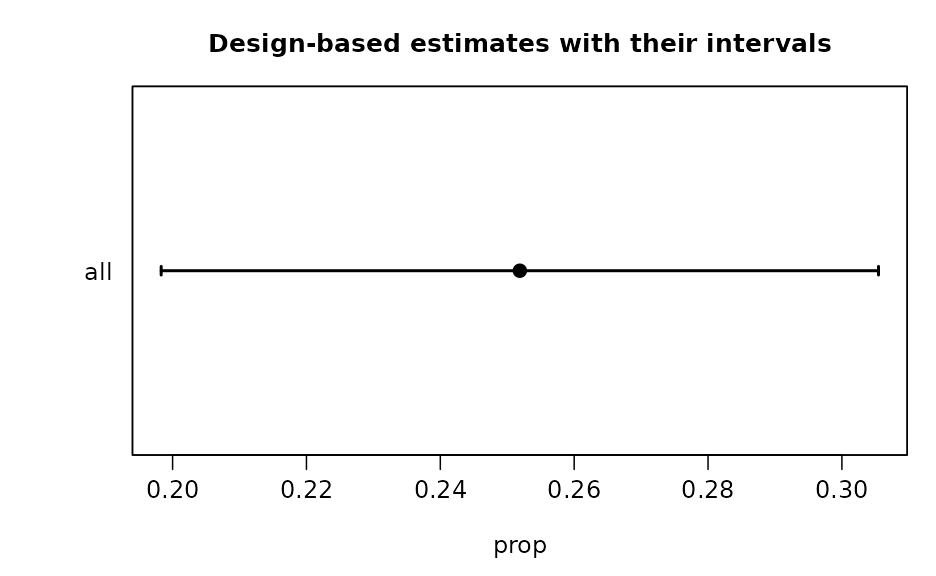 Design-based estimates with their intervals
all
0.20 0.22 0.24 0.26 0.28 0.30
prop